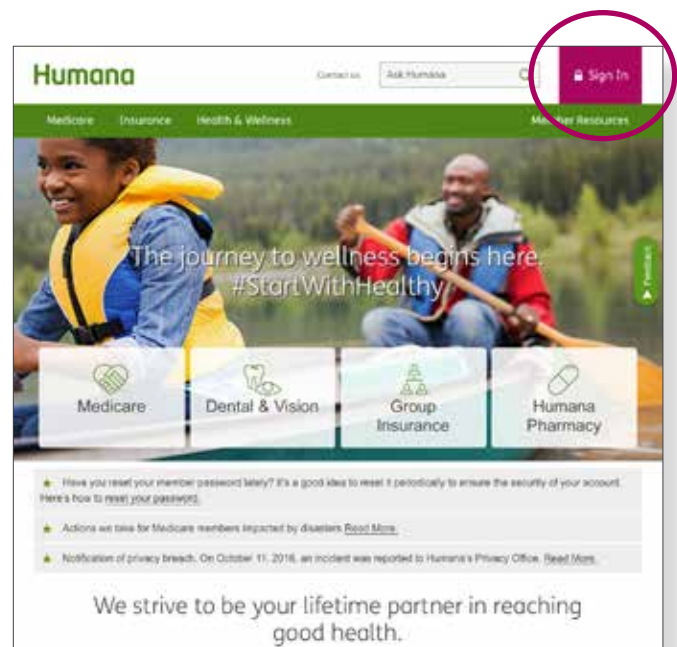 Humana
Contact us
Ask Humana
Sign In
Medicare Insurance Health & Wellness Member Resources
The journey to wellness begins here.
#StartWithHealthy
Feedback
Medicare
Dental & Vision
Group
Insurance
Humana
Pharmacy
Have you reset your member password lately? It's a good idea to reset it periodically to ensure the security of your account.
Here's how to reset your password.
Actions we take for Medicare members impacted by disasters Read More.
Notification of privacy breach. On October 11, 2016, an incident was reported to Humana's Privacy Office. Read More.
We strive to be your lifetime partner in reaching
good health.